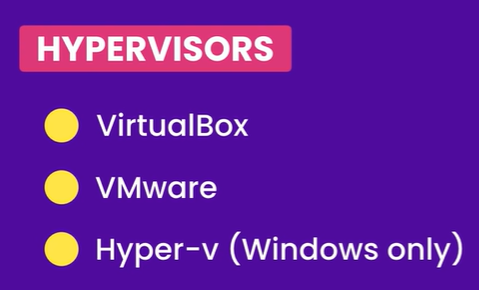 HYPERVISORS
VirtualBox
VMware
Hyper-v (Windows only)